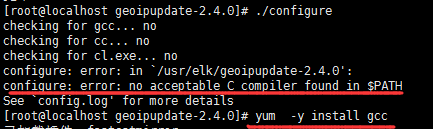 [root@localhost geoipupdate-2.4.0]# ./configure
checking for gcc... no
checking for cc... no
checking for cl.exe... no
configure: error: in `/usr/elk/geoipupdate-2.4.0':
configure: error: no acceptable C compiler found in $PATH
See `config.log' for more details
[root@localhost geoipupdate-2.4.0]# yum  -y install gcc